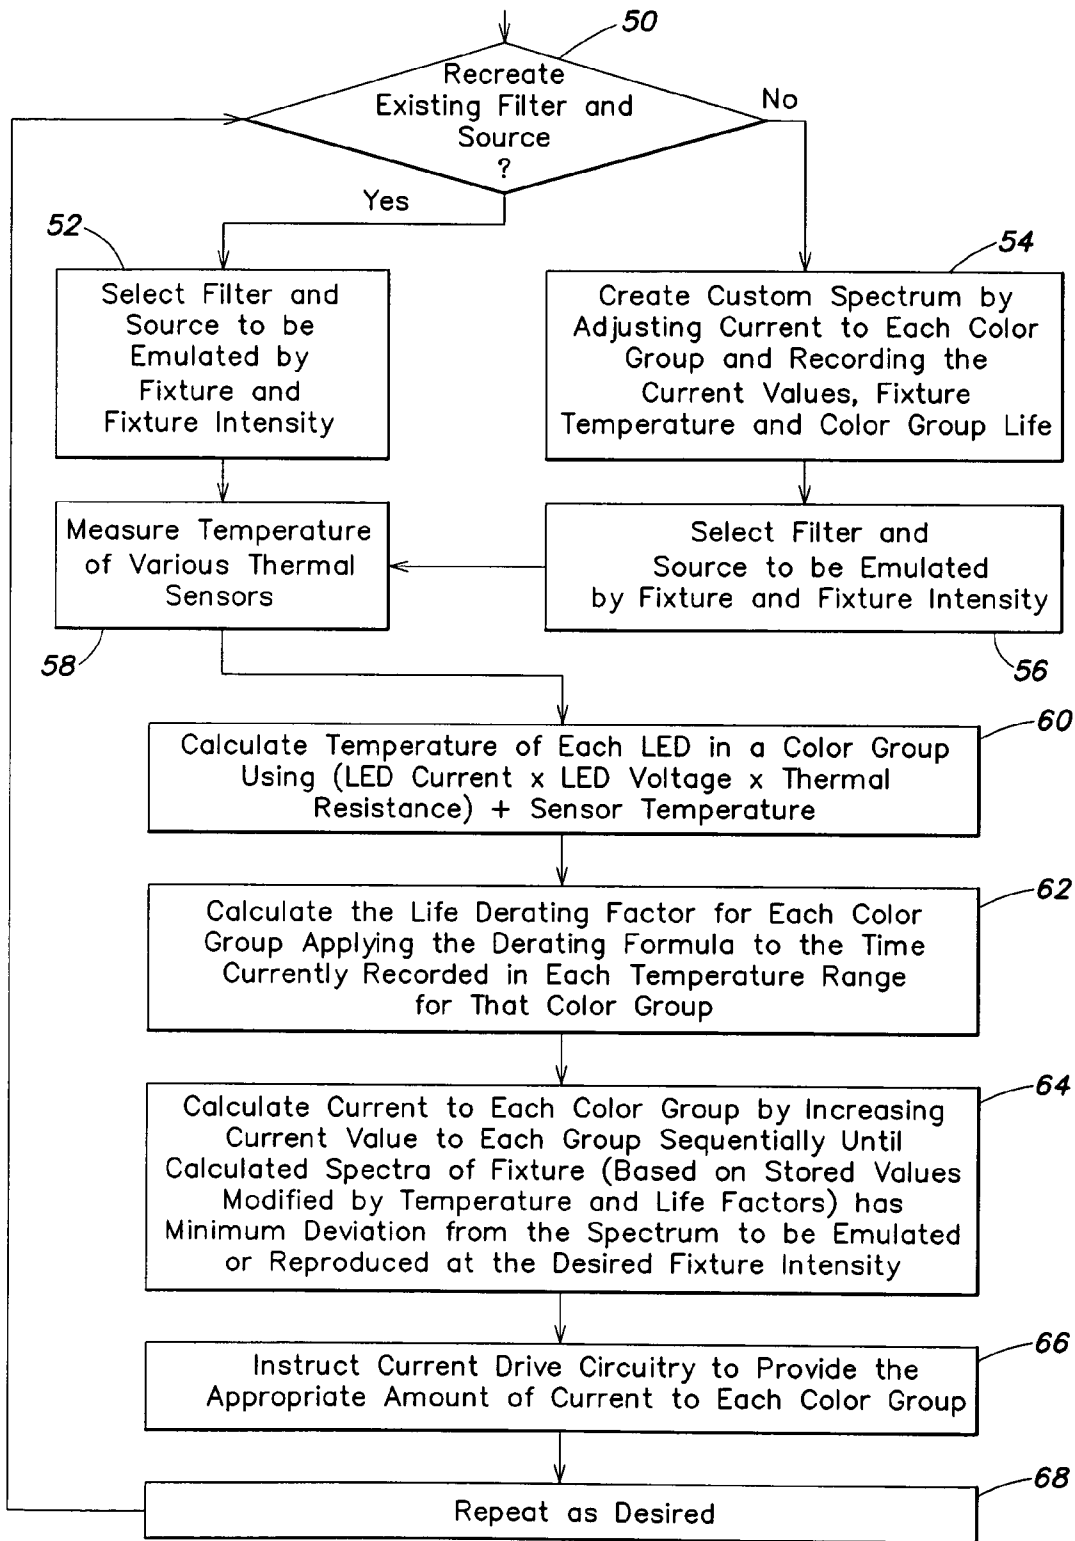 50
Recreate
Existing Filter and
Source
?
No
Yes
52
Select Filter and
Source to be
Emulated by
Fixture and
Fixture Intensity
54
Create Custom Spectrum by
Adjusting Current to Each Color
Group and Recording the
Current Values, Fixture
Temperature and Color Group Life
Measure Temperature
of Various Thermal
Sensors
58
Select Filter and
Source to be Emulated
by Fixture and Fixture Intensity
56
60
Calculate Temperature of Each LED in a Color Group
Using (LED Current x LED Voltage x Thermal
Resistance) + Sensor Temperature
62
Calculate the Life Derating Factor for Each Color
Group Applying the Derating Formula to the Time
Currently Recorded in Each Temperature Range
for That Color Group
64
Calculate Current to Each Color Group by Increasing
Current Value to Each Group Sequentially Until
Calculated Spectra of Fixture (Based on Stored Values
Modified by Temperature and Life Factors) has
Minimum Deviation from the Spectrum to be Emulated
or Reproduced at the Desired Fixture Intensity
66
Instruct Current Drive Circuitry to Provide the
Appropriate Amount of Current to Each Color Group
68
Repeat as Desired